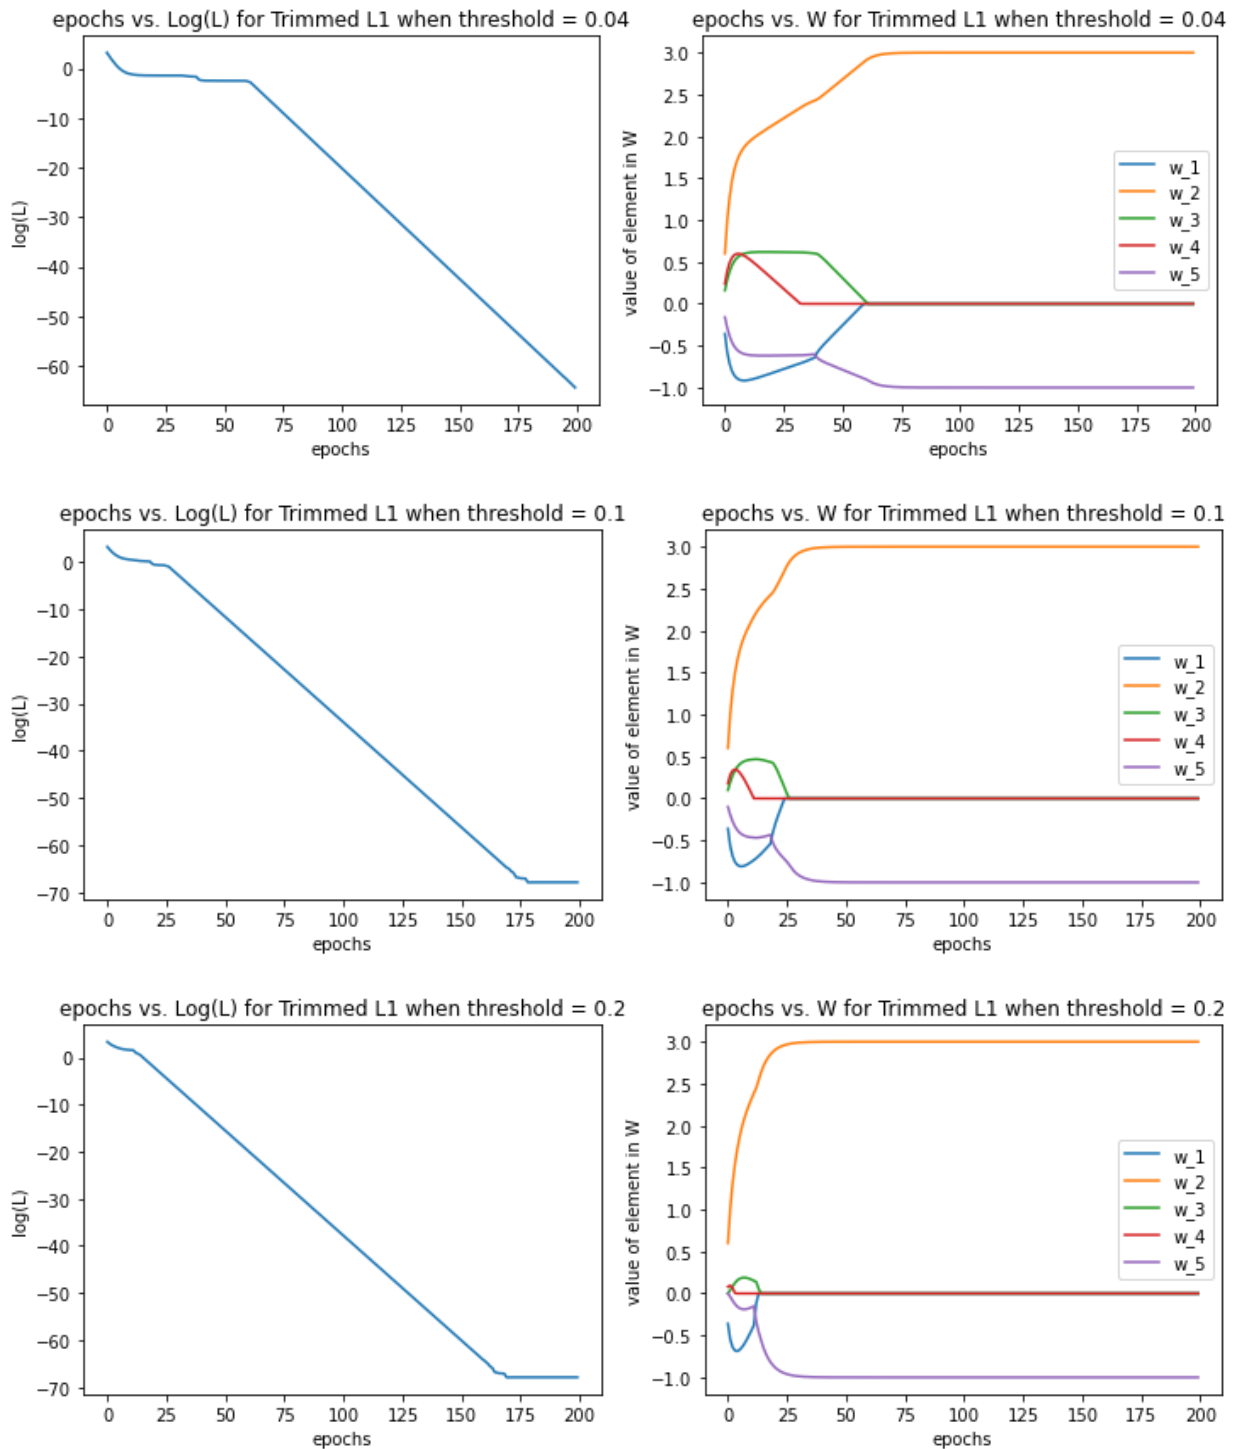 epochs vs. Log(L) for Trimmed L1 when threshold = 0.04
0
−10
−20
−30
−40
−50
−60
log(L)
0 25 50 75 100 125 150 175 200
epochs
epochs vs. W for Trimmed L1 when threshold = 0.04
3.0
2.5
2.0
1.5
1.0
0.5
0.0
−0.5
−1.0
value of element in W
w_1
w_2
w_3
w_4
w_5
0 25 50 75 100 125 150 175 200
epochs
epochs vs. Log(L) for Trimmed L1 when threshold = 0.1
0
−10
−20
−30
−40
−50
−60
−70
log(L)
0 25 50 75 100 125 150 175 200
epochs
epochs vs. W for Trimmed L1 when threshold = 0.1
3.0
2.5
2.0
1.5
1.0
0.5
0.0
−0.5
−1.0
value of element in W
w_1
w_2
w_3
w_4
w_5
0 25 50 75 100 125 150 175 200
epochs
epochs vs. Log(L) for Trimmed L1 when threshold = 0.2
0
−10
−20
−30
−40
−50
−60
−70
log(L)
0 25 50 75 100 125 150 175 200
epochs
epochs vs. W for Trimmed L1 when threshold = 0.2
3.0
2.5
2.0
1.5
1.0
0.5
0.0
−0.5
−1.0
value of element in W
w_1
w_2
w_3
w_4
w_5
0 25 50 75 100 125 150 175 200
epochs